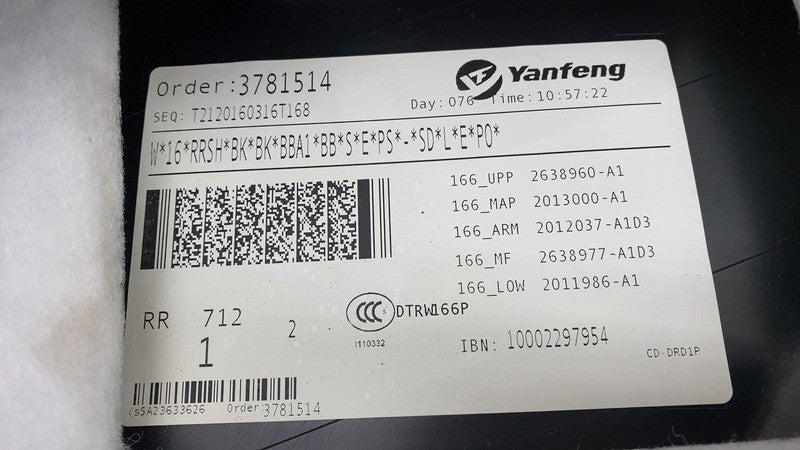 Order:3781514
Yanfeng
SEQ: T2120160316T168
Day: 076 Time: 10:57:22
W*16*RRSH*BK*BK*BBA1*BB*S*E*PS*-*SD*L*E*PO*
166_UPP 2638960-A1
166_MAP 2013000-A1
166_ARM 2012037-A1D3
166_MF 2638977-A1D3
166_LOW 2011986-A1
RR 712
1
2
CCC S
DTRW166P
I110332
IBN: 10002297954
CD-DRD1P
(s5A23633626 Order:3781514